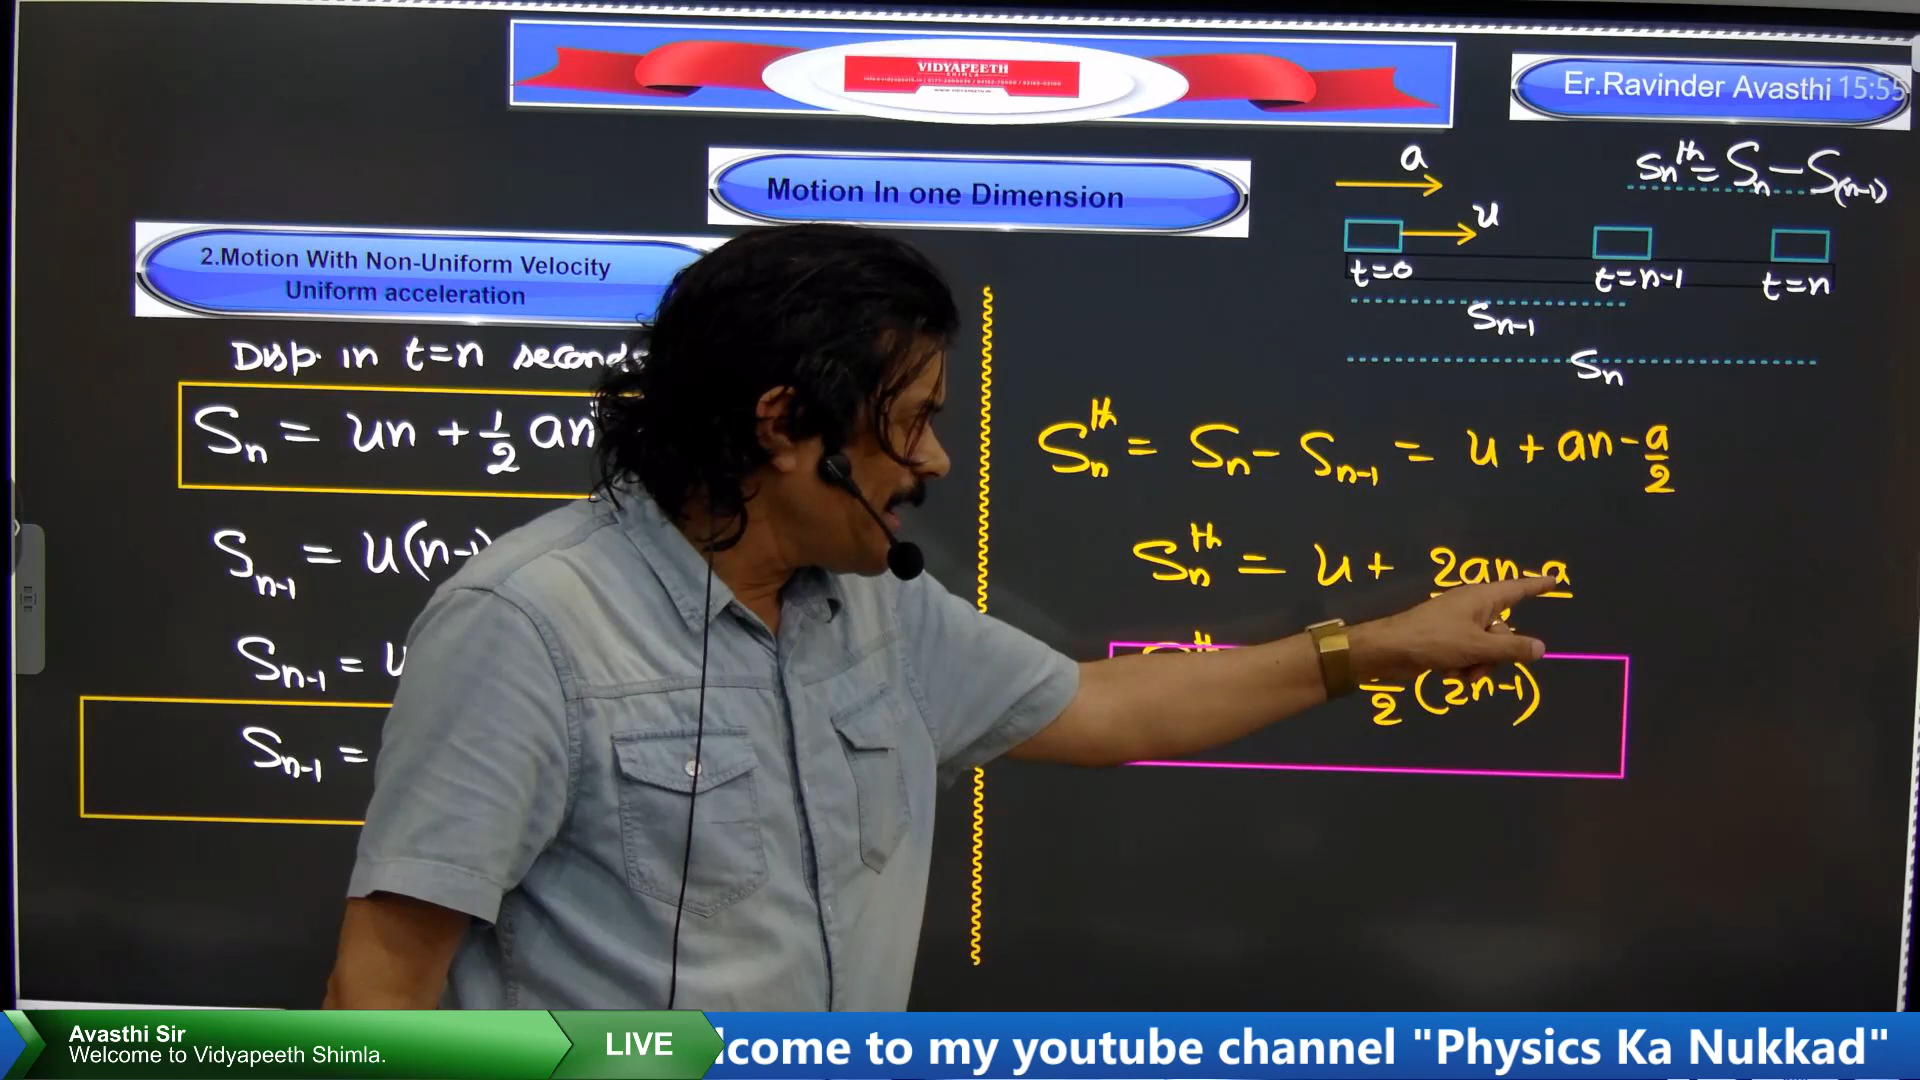 VIDYAPEETH
SHIMLA
Er.Ravinder Avasthi 15:55
Motion In one Dimension
a
Sₙᵗʰ = Sₙ - S₍ₙ₋₁₎
u
t=0 t=n-1 t=n
Sₙ₋₁
Sₙ
2.Motion With Non-Uniform Velocity
Uniform acceleration
Disp. in t=n second
Sₙ = un + 1/2 an
Sₙ₋₁ = u(n-1)
Sₙ₋₁ = u
Sₙ₋₁ =
Sₙᵗʰ = Sₙ - Sₙ₋₁ = u + an - a/2
Sₙᵗʰ = u + 2an-a
th
/2 (2n-1)
Avasthi Sir
Welcome to Vidyapeeth Shimla.
LIVE
lcome to my youtube channel "Physics Ka Nukkad"